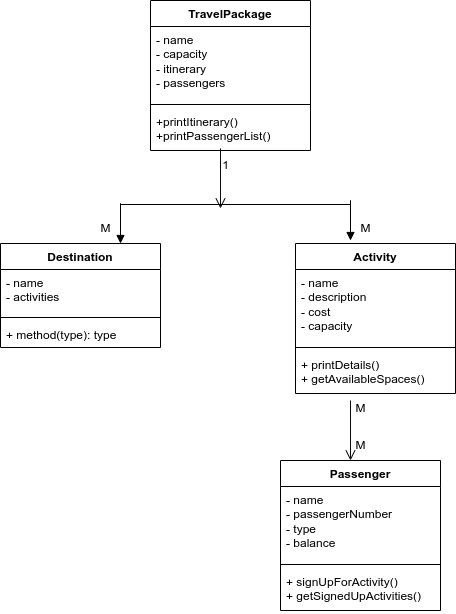 TravelPackage
- name
- capacity
- itinerary
- passengers
+printItinerary()
+printPassengerList()
1
M
M
Destination
- name
- activities
+ method(type): type
Activity
- name
- description
- cost
- capacity
+ printDetails()
+ getAvailableSpaces()
M
M
Passenger
- name
- passengerNumber
- type
- balance
+ signUpForActivity()
+ getSignedUpActivities()